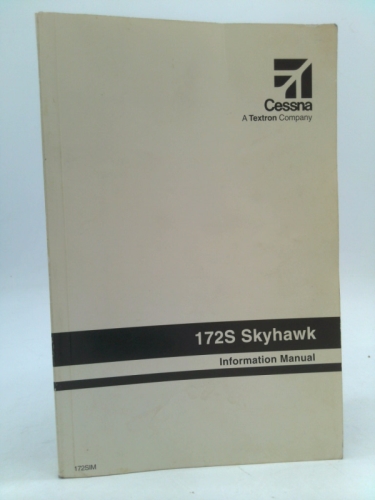 Cessna
A Textron Company
172S Skyhawk
Information Manual
172SIM